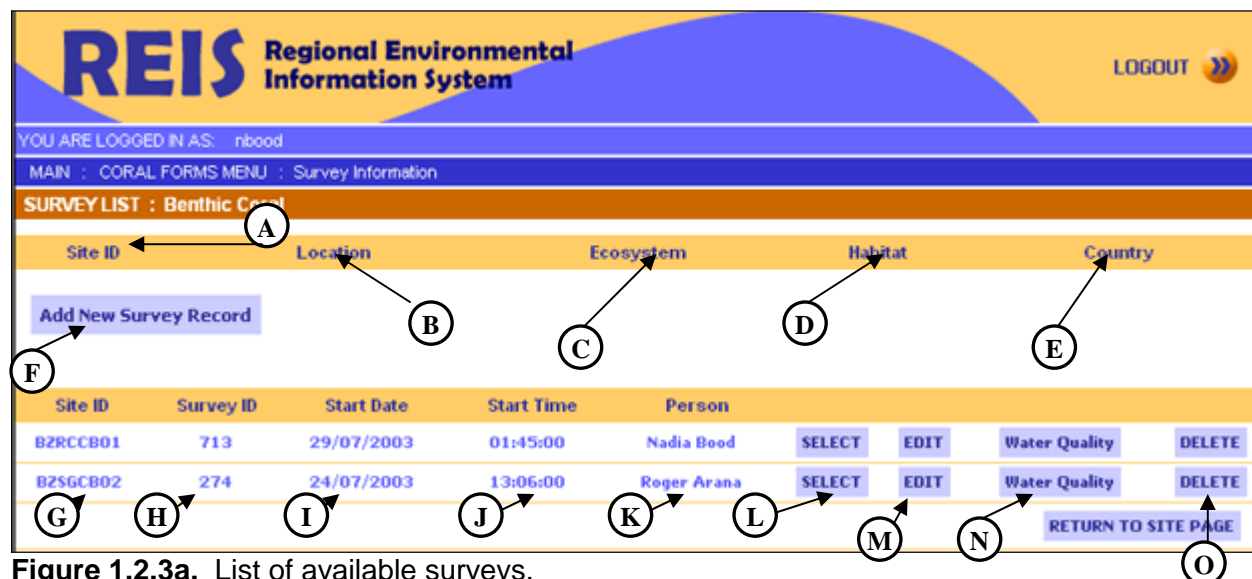 REIS Regional Environmental
Information System
LOGOUT
YOU ARE LOGGED IN AS: nbood
MAIN : CORAL FORMS MENU : Survey Information
SURVEY LIST : Benthic Coral
A
Site ID Location Ecosystem Habitat Country
Add New Survey Record
B C D E
F
Site ID Survey ID Start Date Start Time Person
BZRCCB01 713 29/07/2003 01:45:00 Nadia Bood SELECT EDIT Water Quality DELETE
BZSGCB02 274 24/07/2003 13:06:00 Roger Arana SELECT EDIT Water Quality DELETE
G H I J K L M N O
RETURN TO SITE PAGE
Figure 1.2.3a. List of available surveys.